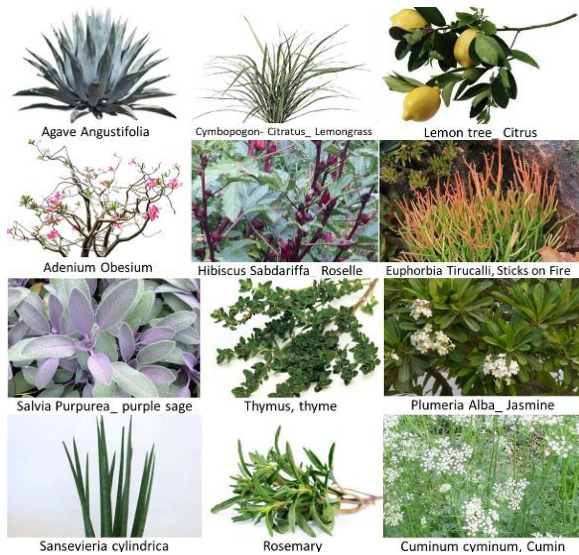 Agave Angustifolia
Cymbopogon- Citratus_ Lemongrass
Lemon tree_ Citrus
Adenium Obesium
Hibiscus Sabdariffa_ Roselle
Euphorbia Tirucalli, Sticks on Fire
Salvia Purpurea_ purple sage
Thymus, thyme
Plumeria Alba_ Jasmine
Sansevieria cylindrica
Rosemary
Cuminum cyminum, Cumin